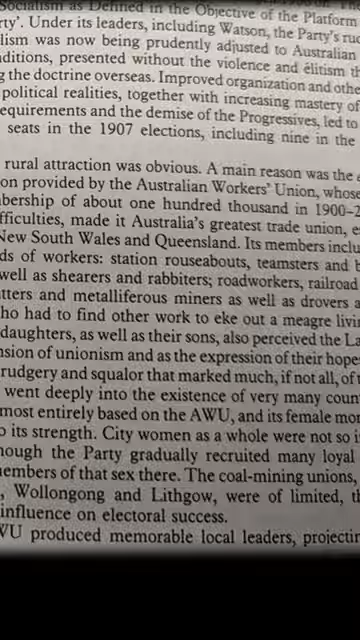 Socialism as Defined in the Objective of the Platform
rty'. Under its leaders, including Watson, the Party's
lism was now being prudently adjusted to Australian
ditions, presented without the violence and élitism
g the doctrine overseas. Improved organization and othe
political realities, together with increasing mastery of
equirements and the demise of the Progressives, led to
seats in the 1907 elections, including nine in the
rural attraction was obvious. A main reason was the
on provided by the Australian Workers' Union, whose
bership of about one hundred thousand in 1900-
fficulties, made it Australia's greatest trade union, e
New South Wales and Queensland. Its members inclu
ds of workers: station rouseabouts, teamsters and b
well as shearers and rabbiters; roadworkers, railroad
tters and metalliferous miners as well as drovers a
ho had to find other work to eke out a meagre livi
daughters, as well as their sons, also perceived the La
nsion of unionism and as the expression of their hope
rudgery and squalor that marked much, if not all, of t
went deeply into the existence of very many coun
most entirely based on the AWU, and its female mor
o its strength. City women as a whole were not so i
hough the Party gradually recruited many loyal
embers of that sex there. The coal-mining unions,
, Wollongong and Lithgow, were of limited, th
influence on electoral success.
WU produced memorable local leaders, projectin